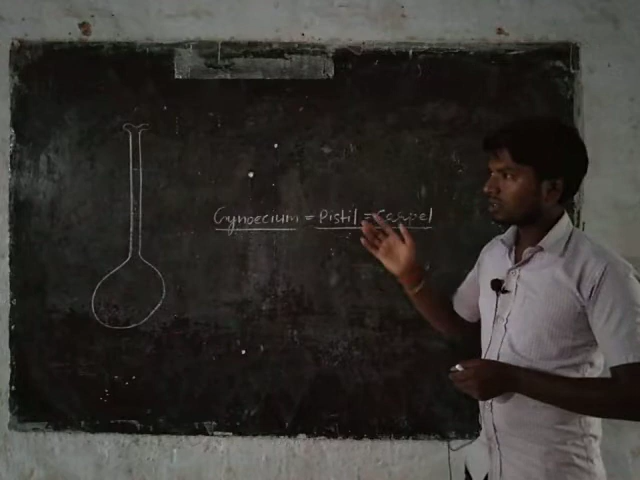 Gynoecium = Pistil = Carpel